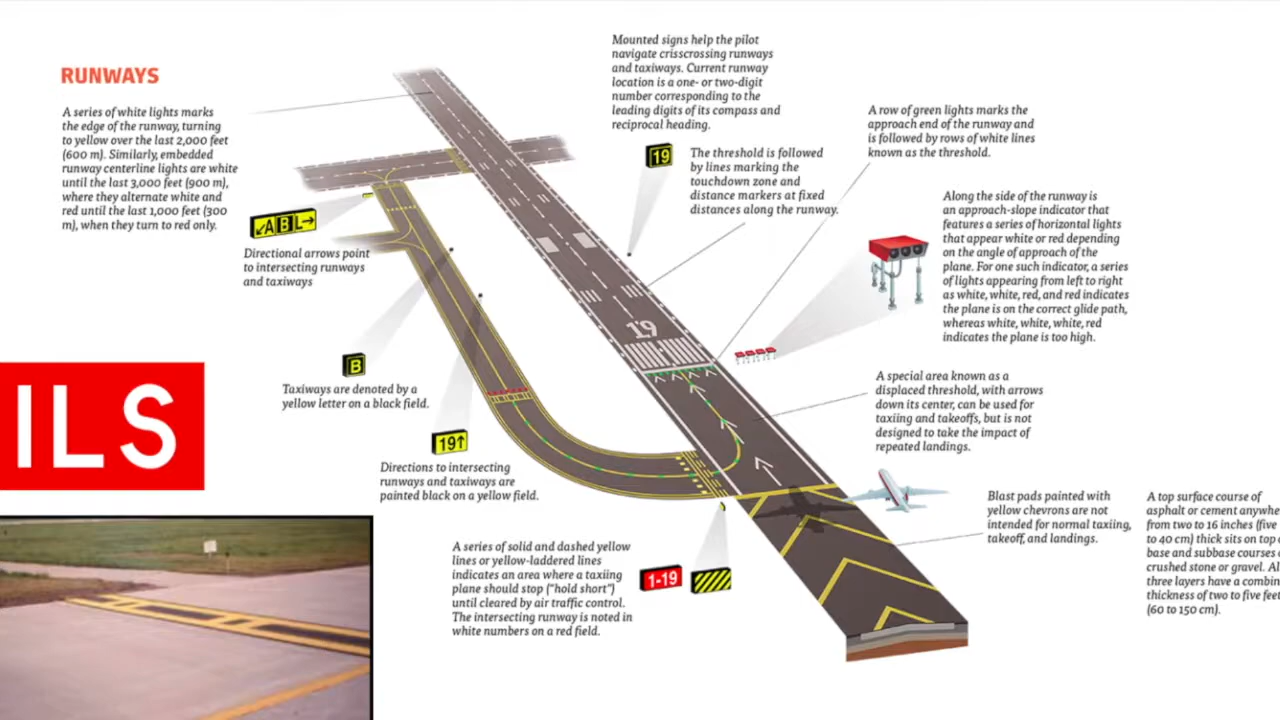 RUNWAYS
A series of white lights marks
the edge of the runway, turning
to yellow over the last 2,000 feet
(600 m). Similarly, embedded
runway centerline lights are white
until the last 3,000 feet (900 m),
where they alternate white and
red until the last 1,000 feet (300
m), when they turn to red only.
Mounted signs help the pilot
navigate crisscrossing runways
and taxiways. Current runway
location is a one- or two-digit
number corresponding to the
leading digits of its compass and
reciprocal heading.
19
The threshold is followed
by lines marking the
touchdown zone and
distance markers at fixed
distances along the runway.
A row of green lights marks the
approach end of the runway and
is followed by rows of white lines
known as the threshold.
Along the side of the runway is
an approach-slope indicator that
features a series of horizontal lights
that appear white or red depending
on the angle of approach of the
plane. For one such indicator, a series
of lights appearing from left to right
as white, white, red, and red indicates
the plane is on the correct glide path,
whereas white, white, white, red
indicates the plane is too high.
↙A B L→
Directional arrows point
to intersecting runways
and taxiways
19
B
Taxiways are denoted by a
yellow letter on a black field.
A special area known as a
displaced threshold, with arrows
down its center, can be used for
taxiing and takeoffs, but is not
designed to take the impact of
repeated landings.
ILS
19↑
Directions to intersecting
runways and taxiways are
painted black on a yellow field.
Blast pads painted with
yellow chevrons are not
intended for normal taxiing,
takeoff, and landings.
A top surface course of
asphalt or cement anywhe
from two to 16 inches (five
to 40 cm) thick sits on top o
base and subbase courses o
crushed stone or gravel. Al
three layers have a combin
thickness of two to five feet
(60 to 150 cm).
A series of solid and dashed yellow
lines or yellow-laddered lines
indicates an area where a taxiing
plane should stop ("hold short")
until cleared by air traffic control.
The intersecting runway is noted in
white numbers on a red field.
1-19